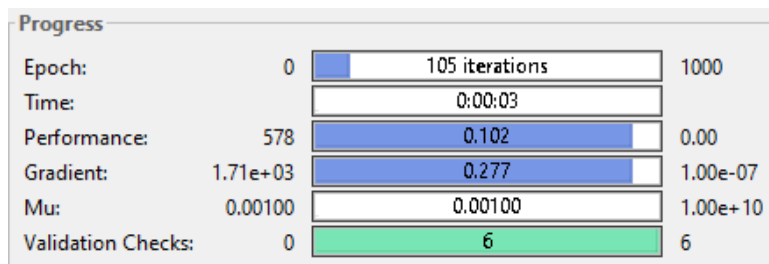 Progress
Epoch: 0 105 iterations 1000
Time: 0:00:03
Performance: 578 0.102 0.00
Gradient: 1.71e+03 0.277 1.00e-07
Mu: 0.00100 0.00100 1.00e+10
Validation Checks: 0 6 6